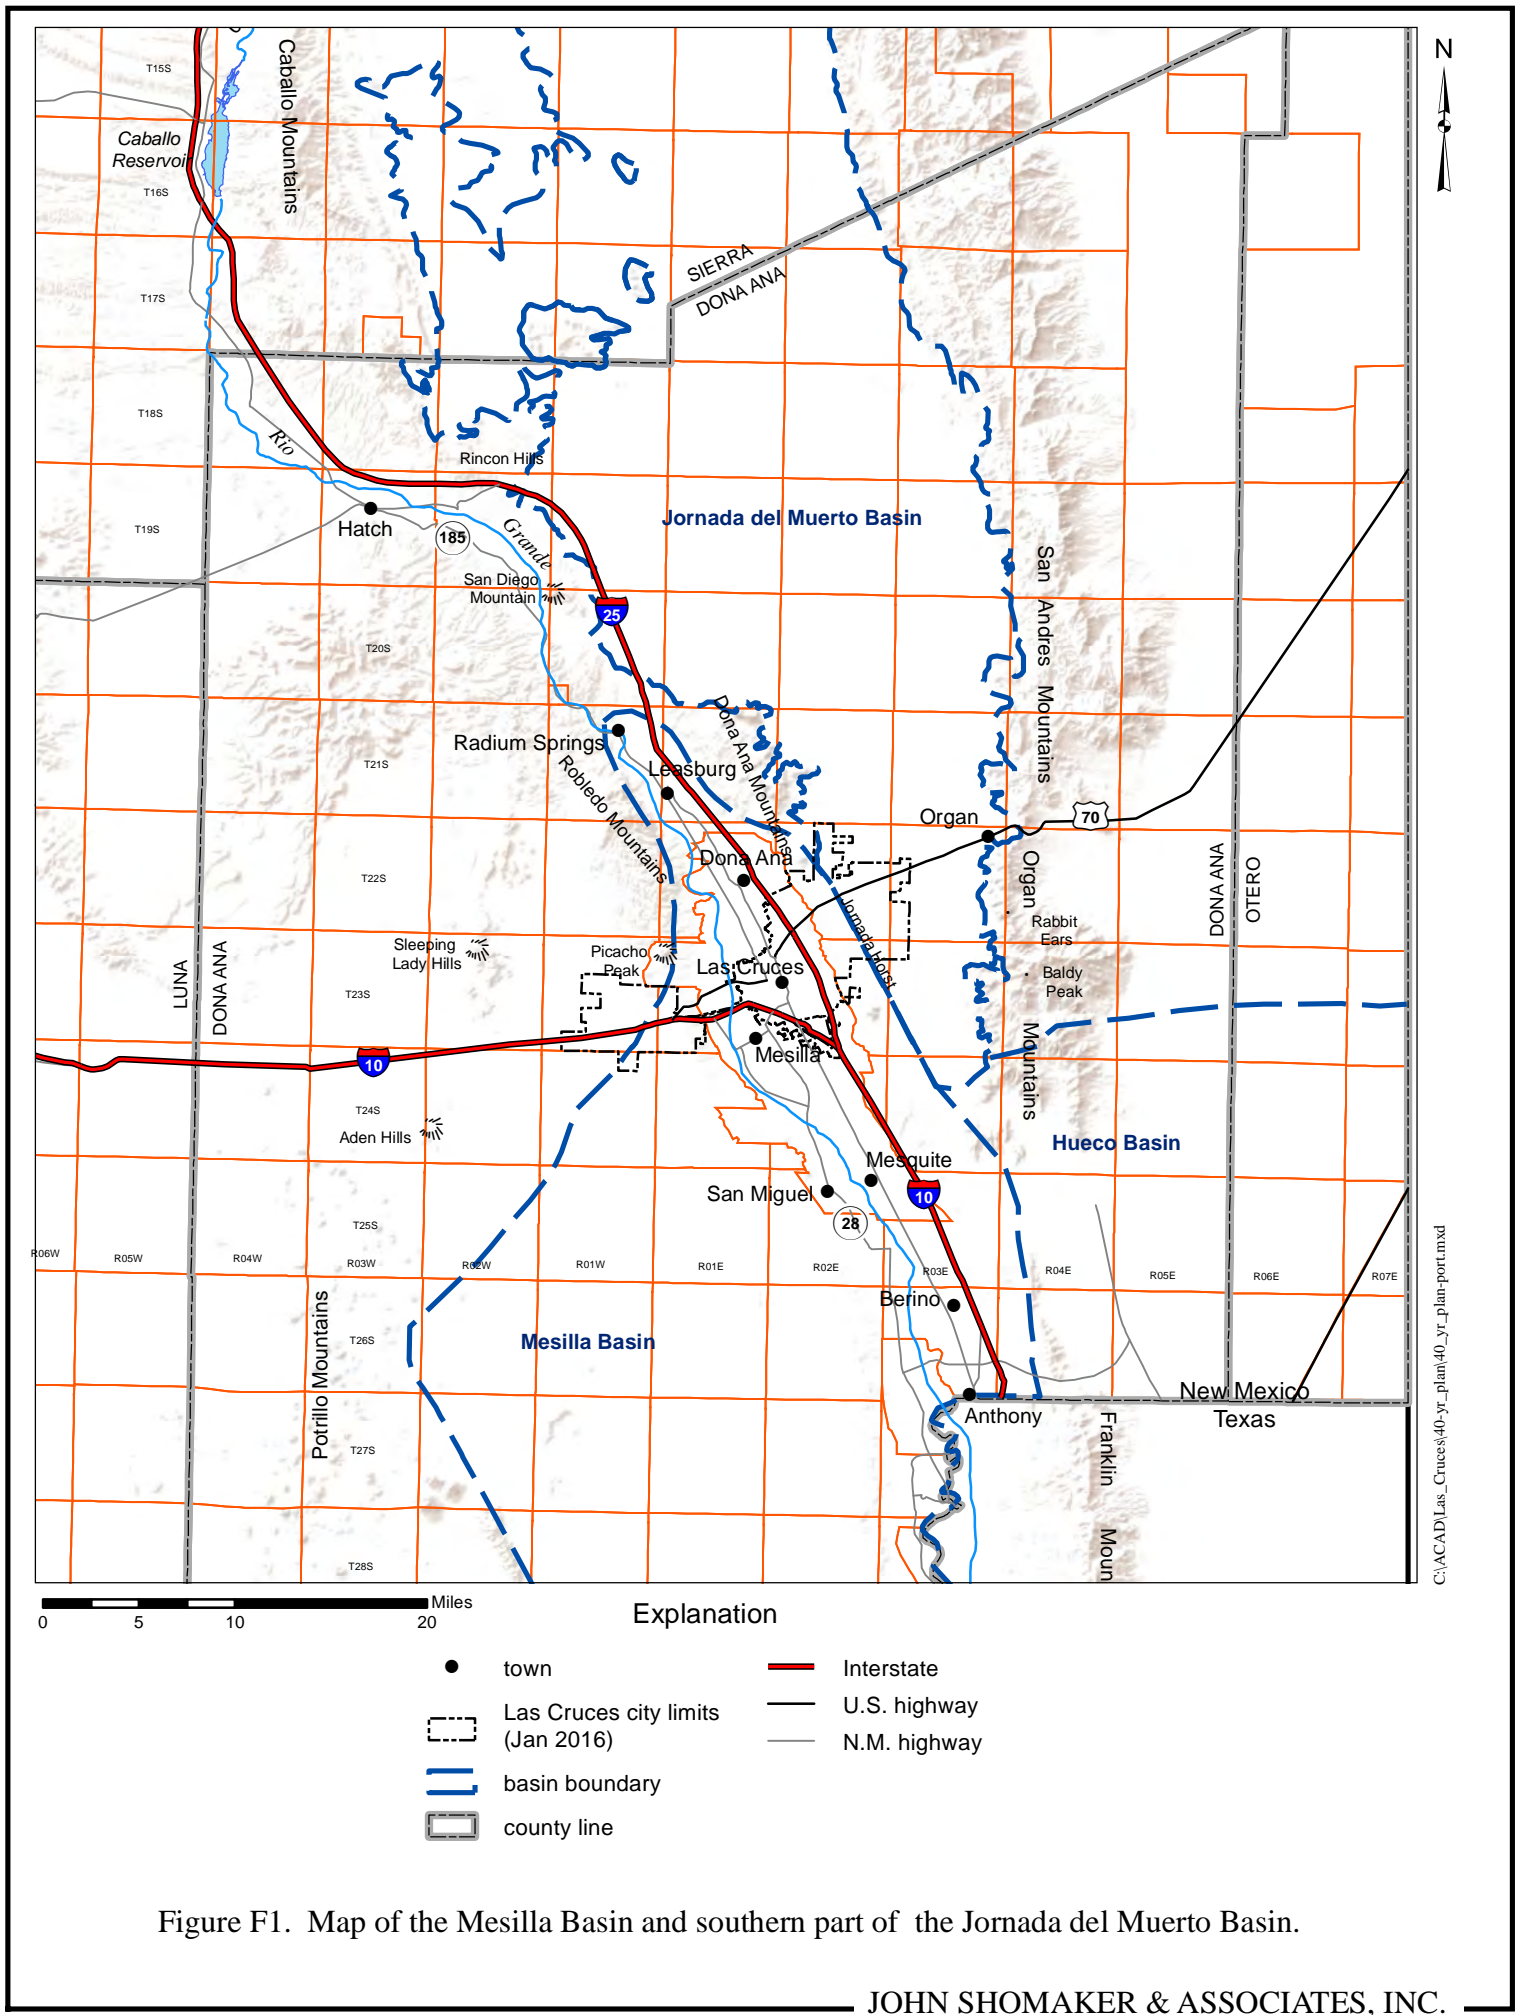 N
T15S
Caballo Mountains
Caballo
Reservoir
T16S
SIERRA
DONA ANA
T17S
T18S
Rio
Rincon Hills
Jornada del Muerto Basin
T19S
Hatch
185
Grande
San Diego
Mountain
25
San Andres Mountains
T20S
Dona Ana Mountains
Radium Springs
Leasburg
Robledo Mountains
T21S
Organ
70
Dona Ana
Organ Mountains
T22S
DONA ANA
OTERO
Jornada Horst
Rabbit
Ears
Sleeping
Lady Hills
Picacho
Peak
Las Cruces
Baldy
Peak
LUNA
DONA ANA
T23S
Mesilla
10
T24S
Aden Hills
Hueco Basin
Mesquite
San Miguel
10
28
T25S
R06W
R05W
R04W
R03W
R02W
R01W
R01E
R02E
R03E
R04E
R05E
R06E
R07E
Berino
Potrillo Mountains
T26S
Mesilla Basin
New Mexico
Texas
Anthony
Franklin Moun
T27S
T28S
C:\ACAD\Las_Cruces\40-yr_plan\40_yr_plan-port.mxd
Miles
0 5 10 20
Explanation
town
Las Cruces city limits
(Jan 2016)
basin boundary
county line
Interstate
U.S. highway
N.M. highway
Figure F1. Map of the Mesilla Basin and southern part of the Jornada del Muerto Basin.
JOHN SHOMAKER & ASSOCIATES, INC.